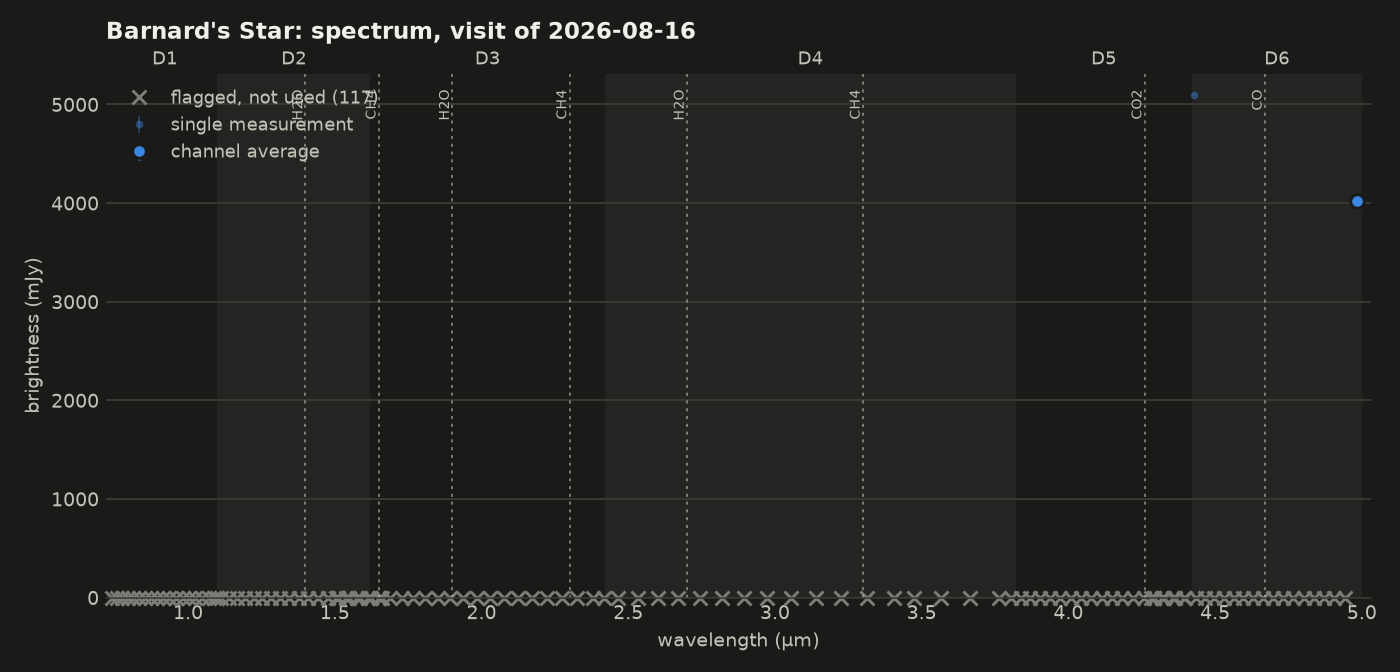 Barnard's Star: spectrum, visit of 2026-08-16
D1 D2 D3 D4 D5 D6
flagged, not used (117)
single measurement
channel average
H2O CH4 H2O CH4 H2O CH4 CO2 CO
5000
4000
3000
2000
1000
0
brightness (mJy)
1.0 1.5 2.0 2.5 3.0 3.5 4.0 4.5 5.0
wavelength (µm)